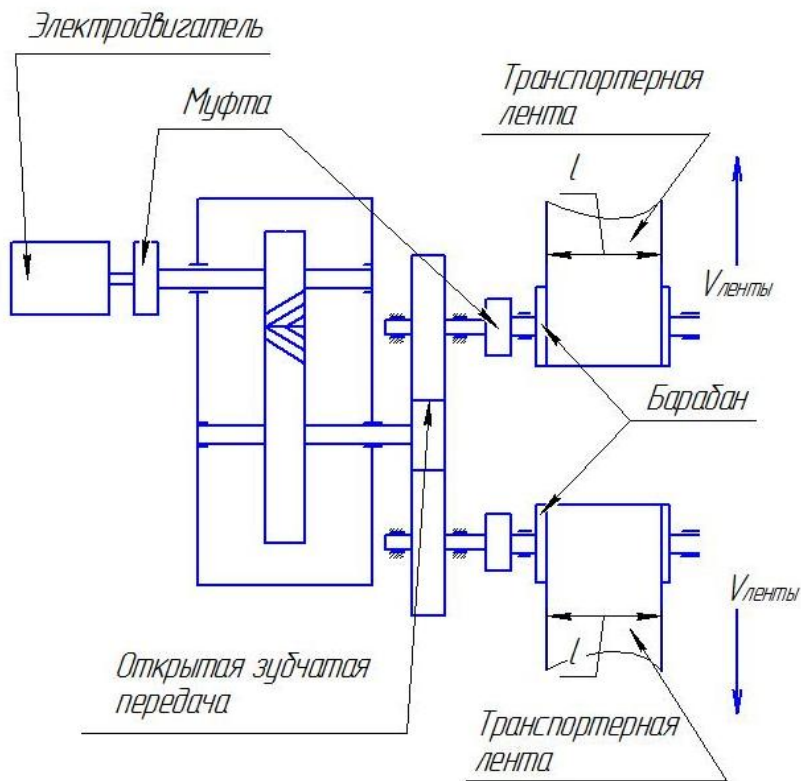 Электродвигатель
Муфта
Транспортерная
лента
l
Vленты
Барабан
Vленты
l
Открытая зубчатая
передача
Транспортерная
лента